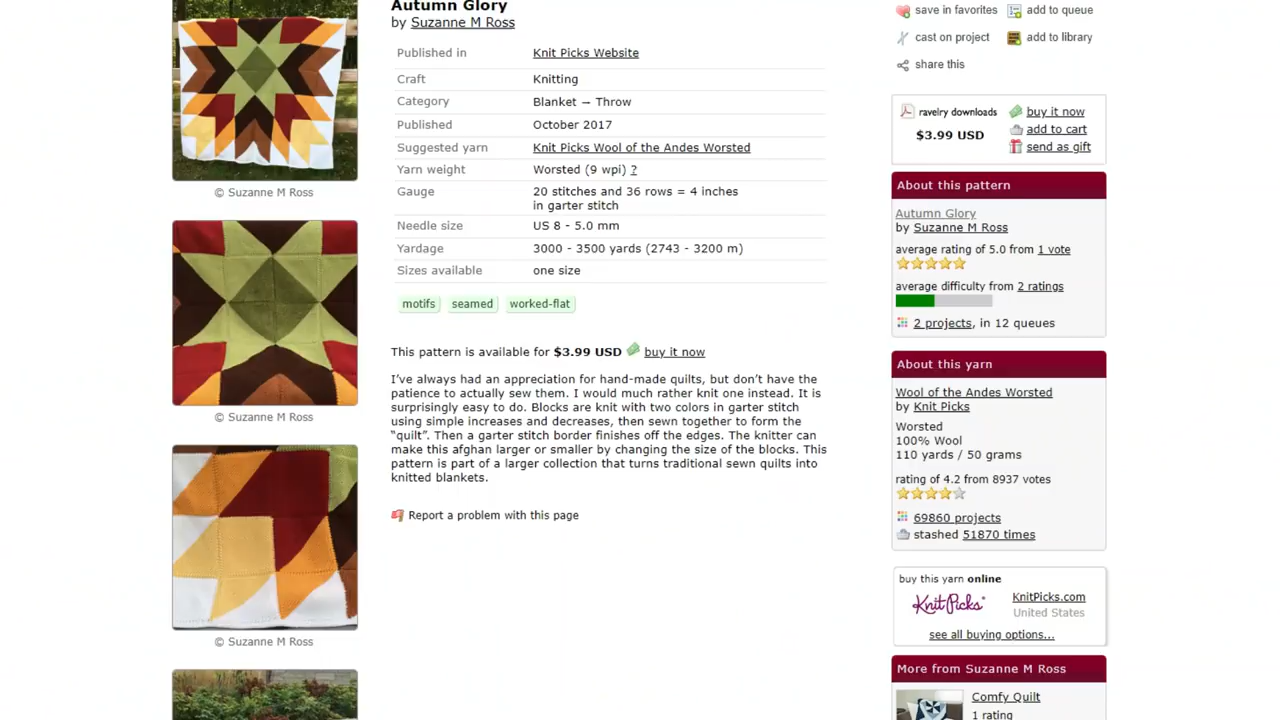 Autumn Glory
by Suzanne M Ross
Published in Knit Picks Website
Craft Knitting
Category Blanket → Throw
Published October 2017
Suggested yarn Knit Picks Wool of the Andes Worsted
Yarn weight Worsted (9 wpi) ?
Gauge 20 stitches and 36 rows = 4 inches
in garter stitch
Needle size US 8 - 5.0 mm
Yardage 3000 - 3500 yards (2743 - 3200 m)
Sizes available one size
motifs seamed worked-flat
This pattern is available for $3.99 USD buy it now
I've always had an appreciation for hand-made quilts, but don't have the
patience to actually sew them. I would much rather knit one instead. It is
surprisingly easy to do. Blocks are knit with two colors in garter stitch
using simple increases and decreases, then sewn together to form the
"quilt". Then a garter stitch border finishes off the edges. The knitter can
make this afghan larger or smaller by changing the size of the blocks. This
pattern is part of a larger collection that turns traditional sewn quilts into
knitted blankets.
Report a problem with this page
© Suzanne M Ross
© Suzanne M Ross
© Suzanne M Ross
save in favorites add to queue
cast on project add to library
share this
ravelry downloads buy it now
$3.99 USD add to cart
send as gift
About this pattern
Autumn Glory
by Suzanne M Ross
average rating of 5.0 from 1 vote
average difficulty from 2 ratings
2 projects, in 12 queues
About this yarn
Wool of the Andes Worsted
by Knit Picks
Worsted
100% Wool
110 yards / 50 grams
rating of 4.2 from 8937 votes
69860 projects
stashed 51870 times
buy this yarn online
KnitPicks® KnitPicks.com
United States
see all buying options...
More from Suzanne M Ross
Comfy Quilt
1 rating